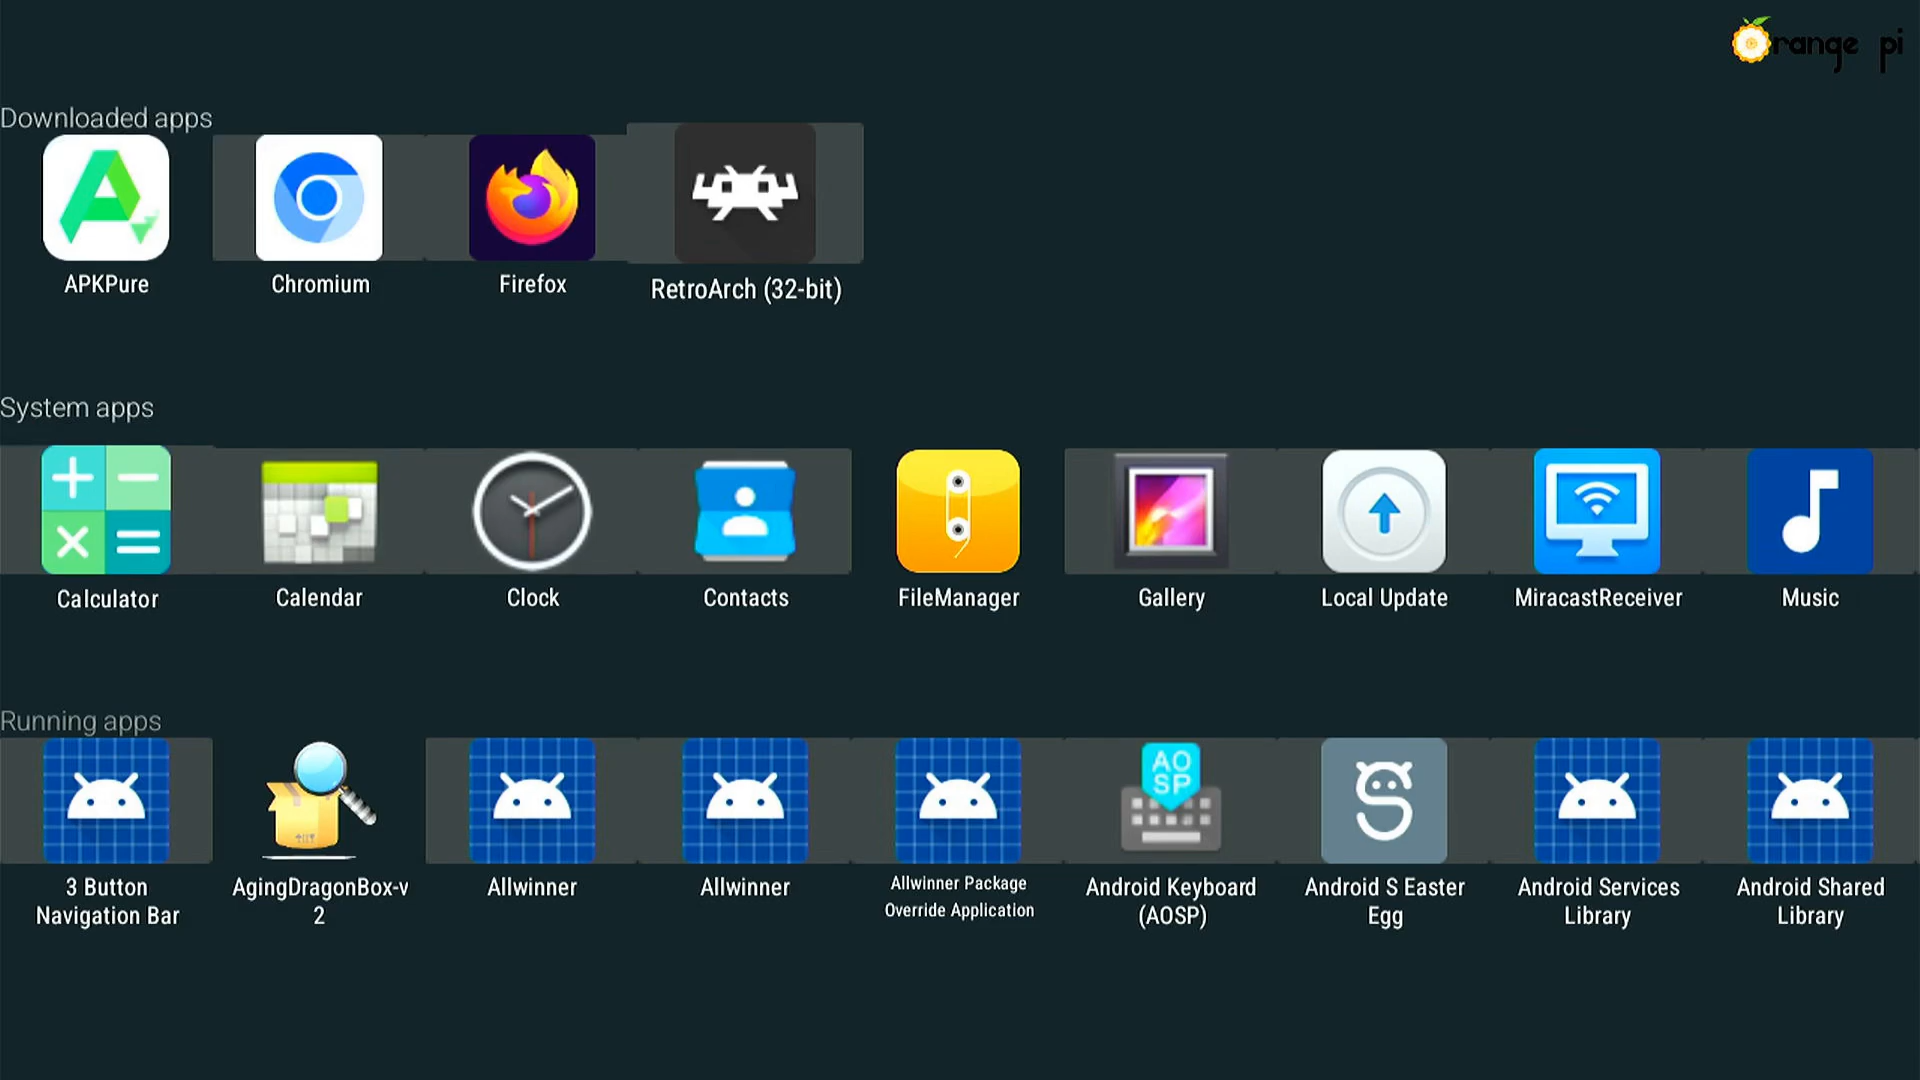 range pi
Downloaded apps
APKPure
Chromium
Firefox
RetroArch (32-bit)
System apps
Calculator
Calendar
Clock
Contacts
FileManager
Gallery
Local Update
MiracastReceiver
Music
Running apps
AO
SP
3 Button
Navigation Bar
AgingDragonBox-v
2
Allwinner
Allwinner
Allwinner Package
Override Application
Android Keyboard
(AOSP)
Android S Easter
Egg
Android Services
Library
Android Shared
Library